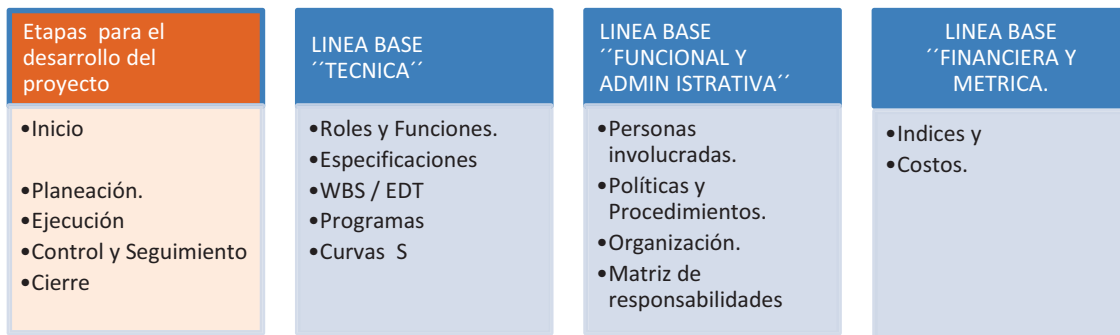 Etapas para el
desarrollo del
proyecto
•Inicio
•Planeación.
•Ejecución
•Control y Seguimiento
•Cierre
LINEA BASE
´´TECNICA´´
•Roles y Funciones.
•Especificaciones
•WBS / EDT
•Programas
•Curvas S
LINEA BASE
´´FUNCIONAL Y
ADMIN ISTRATIVA´´
•Personas
involucradas.
•Políticas y
Procedimientos.
•Organización.
•Matriz de
responsabilidades
LINEA BASE
´´FINANCIERA Y
METRICA.
•Indices y
•Costos.